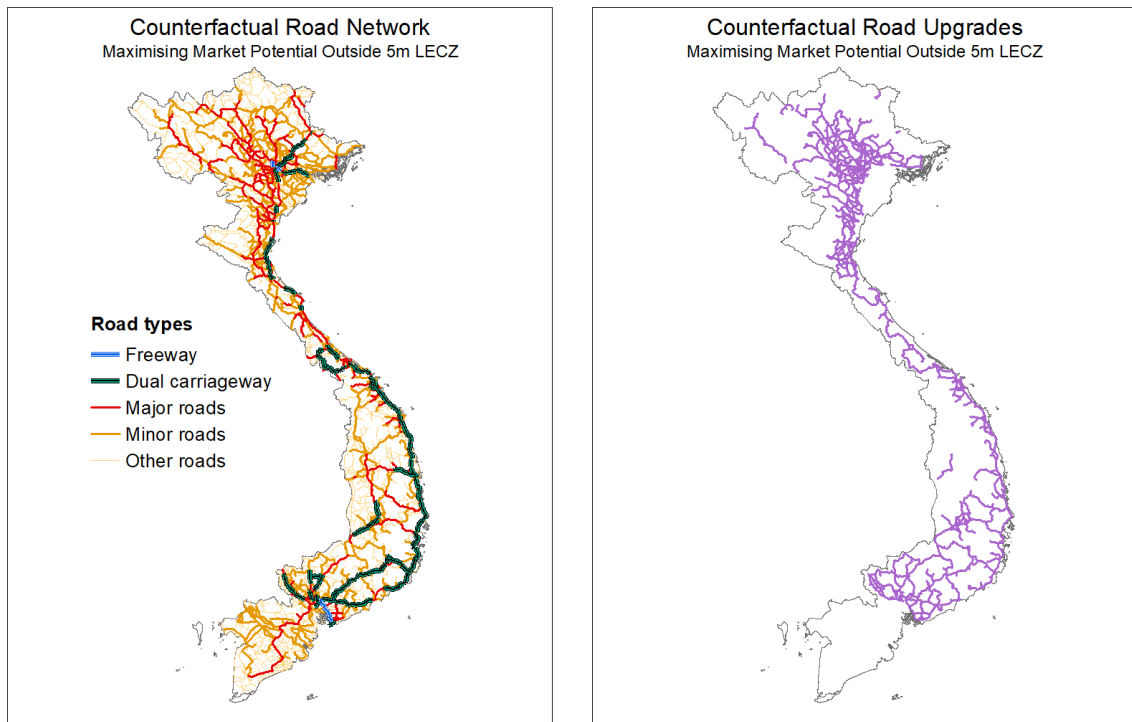 Counterfactual Road Network
Maximising Market Potential Outside 5m LECZ
Road types
Freeway
Dual carriageway
Major roads
Minor roads
Other roads
Counterfactual Road Upgrades
Maximising Market Potential Outside 5m LECZ